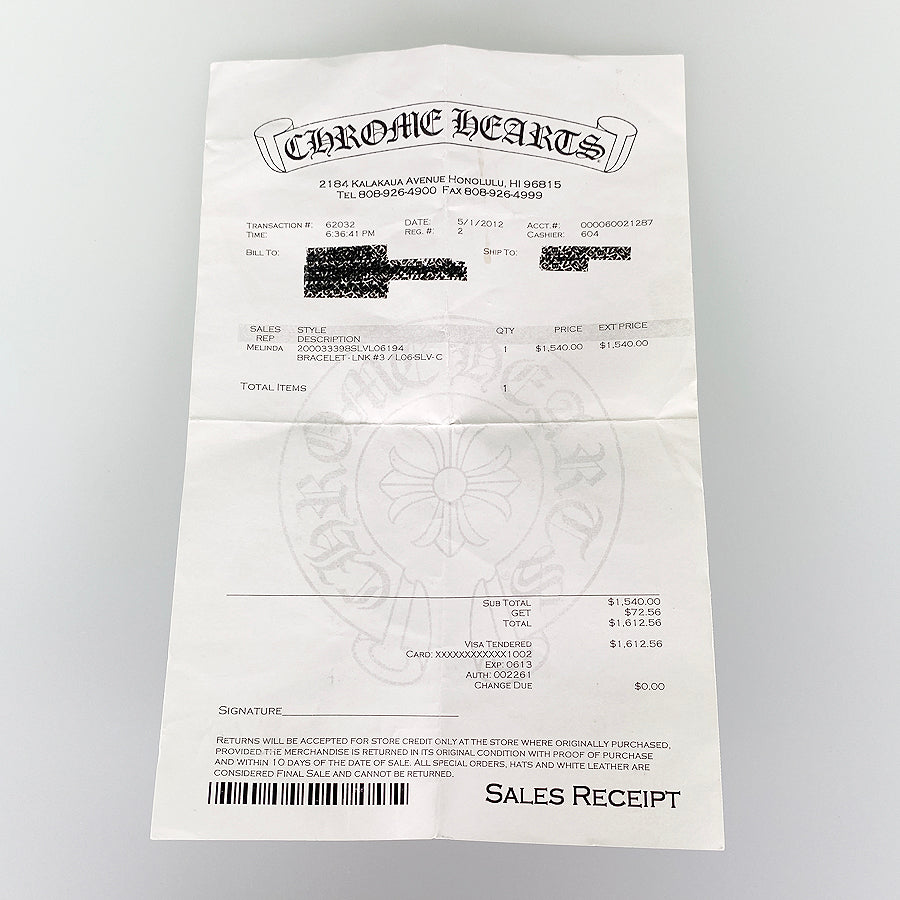 CHROME HEARTS
2184 KALAKAUA AVENUE HONOLULU, HI 96815
TEL 808-926-4900 FAX 808-926-4999
TRANSACTION #: 62032 DATE: 5/1/2012 ACCT.#: 000060021287
TIME: 6:36:41 PM REG. #: 2 CASHIER: 604
BILL TO: SHIP TO:
SALES STYLE QTY PRICE EXT PRICE
REP DESCRIPTION
MELINDA 200033398SLVL06194 1 $1,540.00 $1,540.00
BRACELET - LNK #3 / L06-SLV-C
TOTAL ITEMS 1
CHROME HEARTS
SUB TOTAL $1,540.00
GET $72.56
TOTAL $1,612.56
VISA TENDERED $1,612.56
CARD: XXXXXXXXXXXX1002
EXP: 0613
AUTH: 002261
CHANGE DUE $0.00
SIGNATURE
RETURNS WILL BE ACCEPTED FOR STORE CREDIT ONLY AT THE STORE WHERE ORIGINALLY PURCHASED,
PROVIDED THE MERCHANDISE IS RETURNED IN ITS ORIGINAL CONDITION WITH PROOF OF PURCHASE
AND WITHIN 10 DAYS OF THE DATE OF SALE. ALL SPECIAL ORDERS, HATS AND WHITE LEATHER ARE
CONSIDERED FINAL SALE AND CANNOT BE RETURNED.
SALES RECEIPT